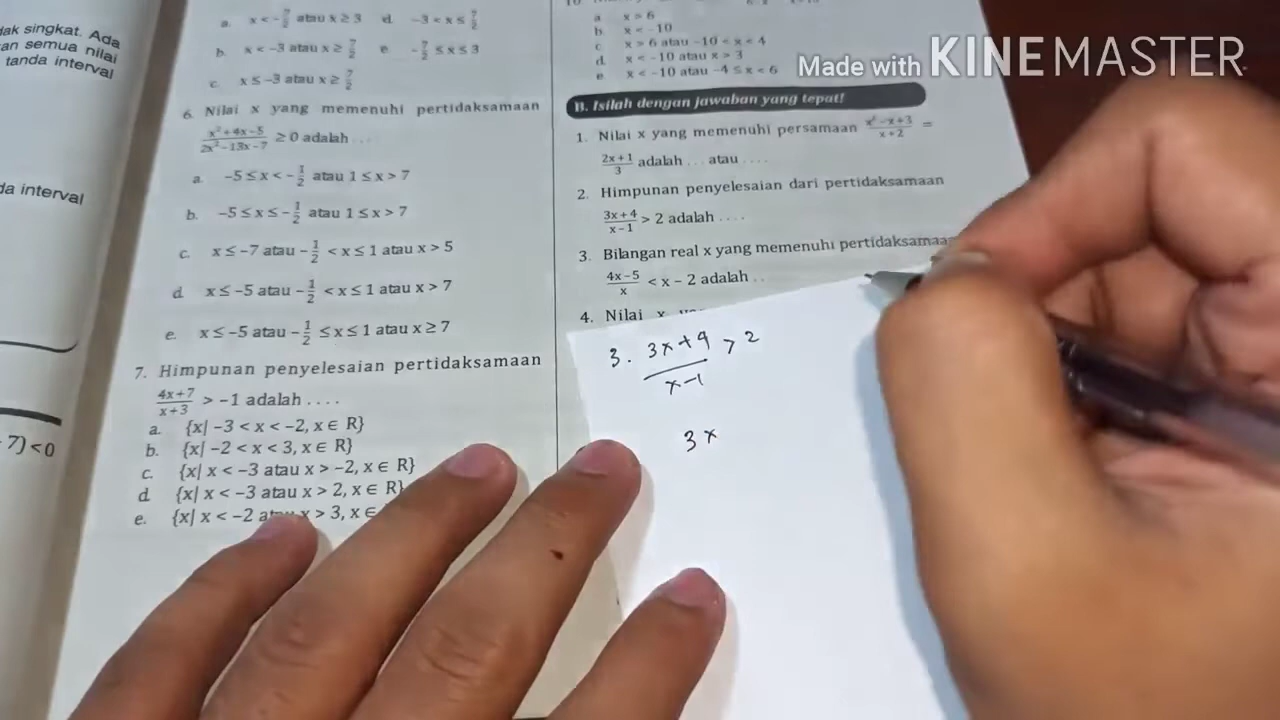 dak singkat. Ada
an semua nilai
tanda interval
da interval
7) < 0
a. x < -7/2 atau x ≥ 3 d. -3 < x ≤ 7/2
b. x < -3 atau x ≥ 7/2 e. -7/2 ≤ x ≤ 3
c. x ≤ -3 atau x ≥ 7/2
6. Nilai x yang memenuhi pertidaksamaan
x²+4x-5/2x²-13x-7 ≥ 0 adalah . . .
a. -5 ≤ x < -1/2 atau 1 ≤ x > 7
b. -5 ≤ x ≤ -1/2 atau 1 ≤ x > 7
c. x ≤ -7 atau -1/2 < x ≤ 1 atau x > 5
d. x ≤ -5 atau -1/2 < x ≤ 1 atau x > 7
e. x ≤ -5 atau -1/2 ≤ x ≤ 1 atau x ≥ 7
7. Himpunan penyelesaian pertidaksamaan
4x+7/x+3 > -1 adalah . . . .
a. {x| -3 < x < -2, x ∈ R}
b. {x| -2 < x < 3, x ∈ R}
c. {x| x < -3 atau x > -2, x ∈ R}
d. {x| x < -3 atau x > 2, x ∈ R}
e. {x| x < -2 atau x > 3, x ∈
a. x > 6
b. x < -10
c. x > 6 atau -10 < x < 4
d. x < -10 atau x > 3
e. x < -10 atau -4 ≤ x < 6
Made with KINEMASTER
B. Isilah dengan jawaban yang tepat!
1. Nilai x yang memenuhi persamaan x²-x+3/x+2 =
2x+1/3 adalah . . . atau . . . .
2. Himpunan penyelesaian dari pertidaksamaan
3x+4/x-1 > 2 adalah . . . .
3. Bilangan real x yang memenuhi pertidaksamaa
4x-5/x < x - 2 adalah . .
4. Nilai x
3. 3x+4/x-1 > 2
3x